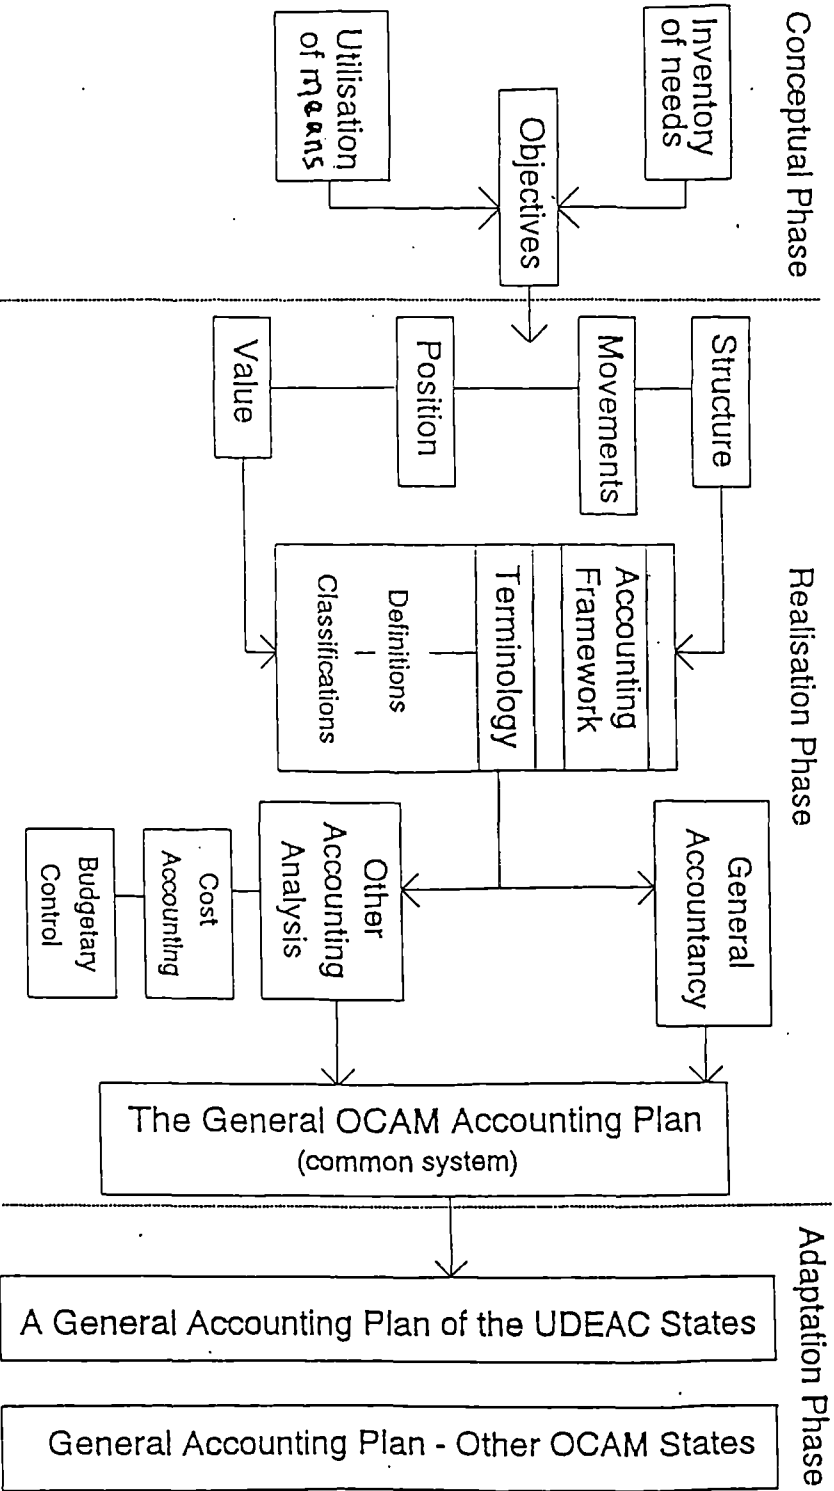 Conceptual Phase
Inventory
of needs
Objectives
Utilisation
of means
Realisation Phase
Structure
Movements
Position
Value
Accounting
Framework
Terminology
Definitions
Classifications
General
Accountancy
Other
Accounting
Analysis
Cost
Accounting
Budgetary
Control
The General OCAM Accounting Plan
(common system)
Adaptation Phase
A General Accounting Plan of the UDEAC States
General Accounting Plan - Other OCAM States